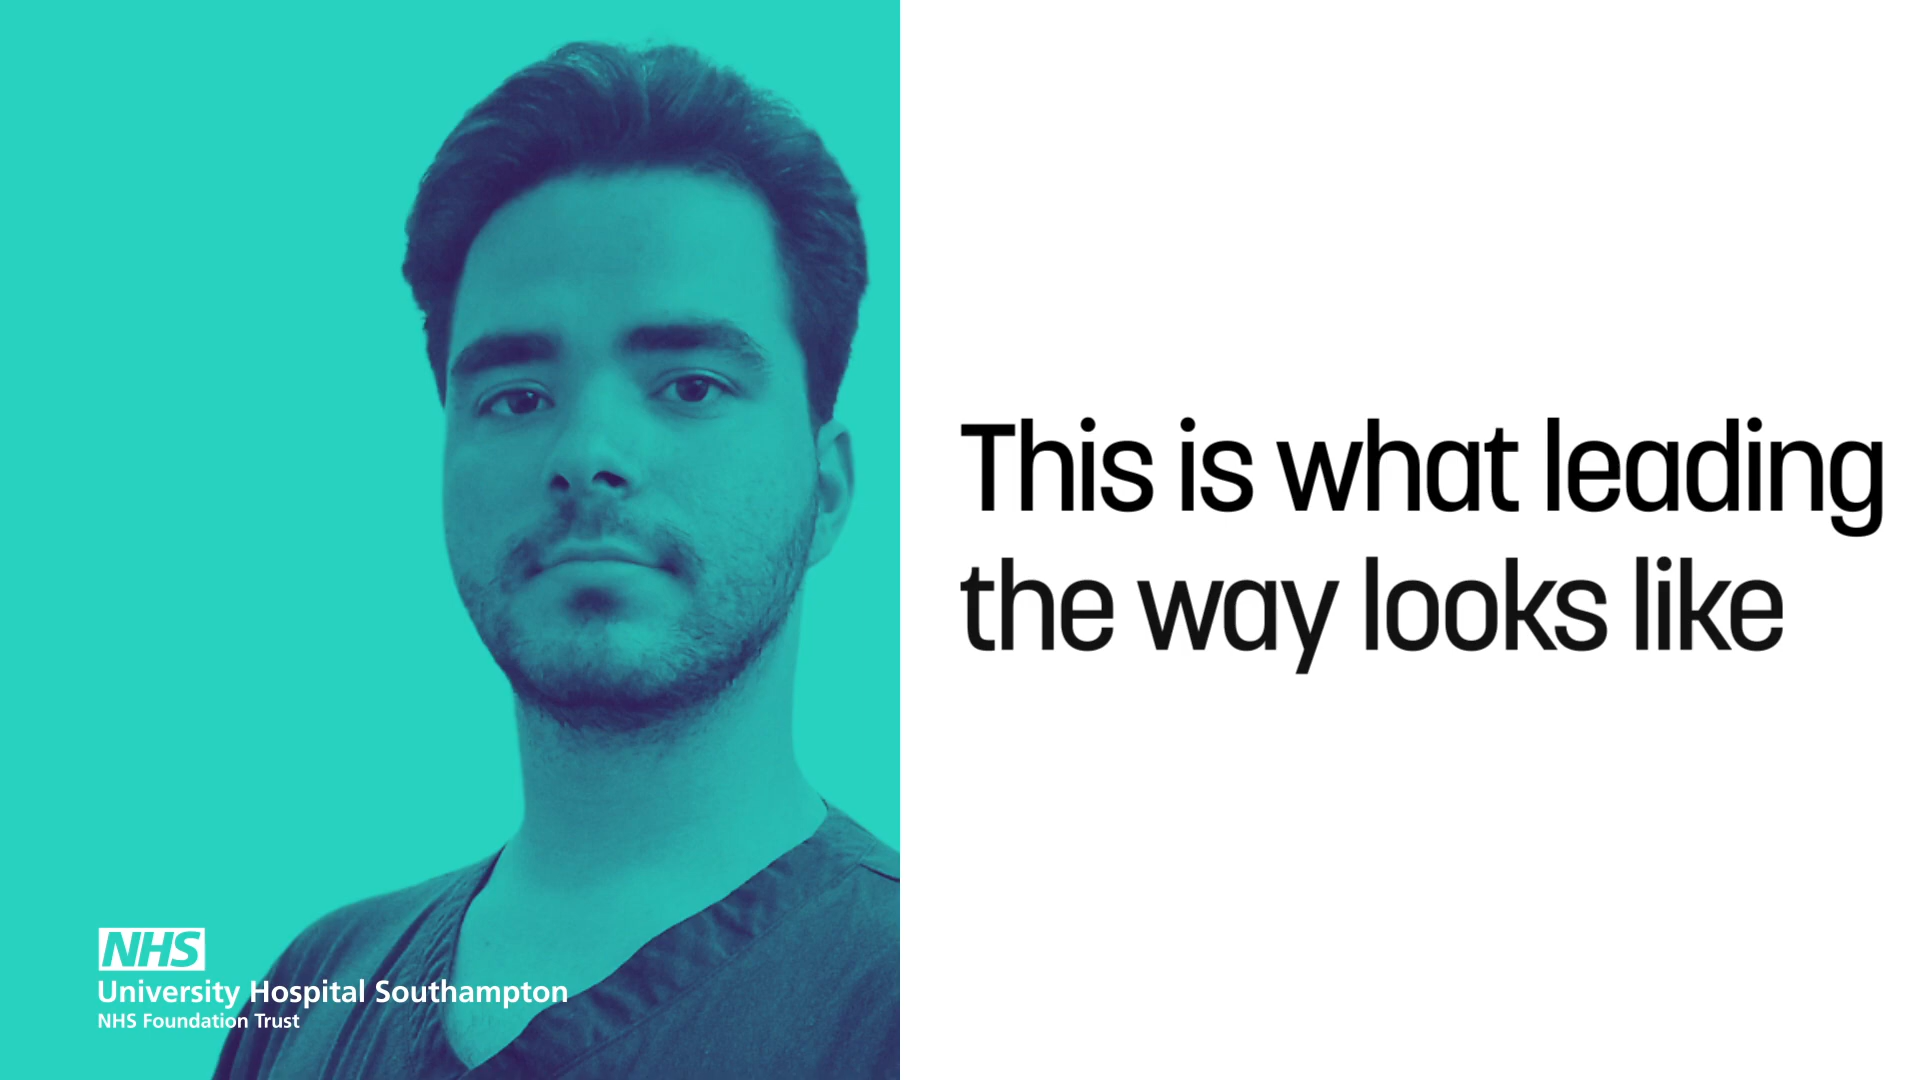 This is what leading
the way looks like
NHS
University Hospital Southampton
NHS Foundation Trust